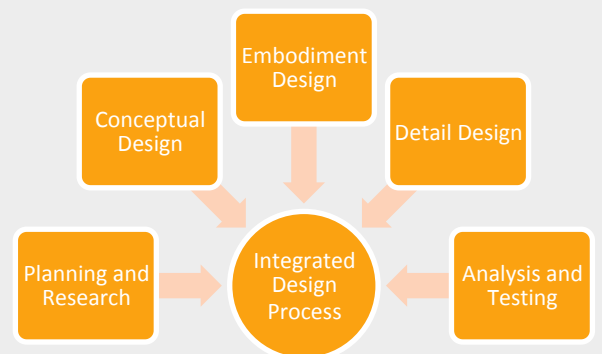 Embodiment
Design
Conceptual
Design
Detail Design
Planning and
Research
Integrated
Design
Process
Analysis and
Testing